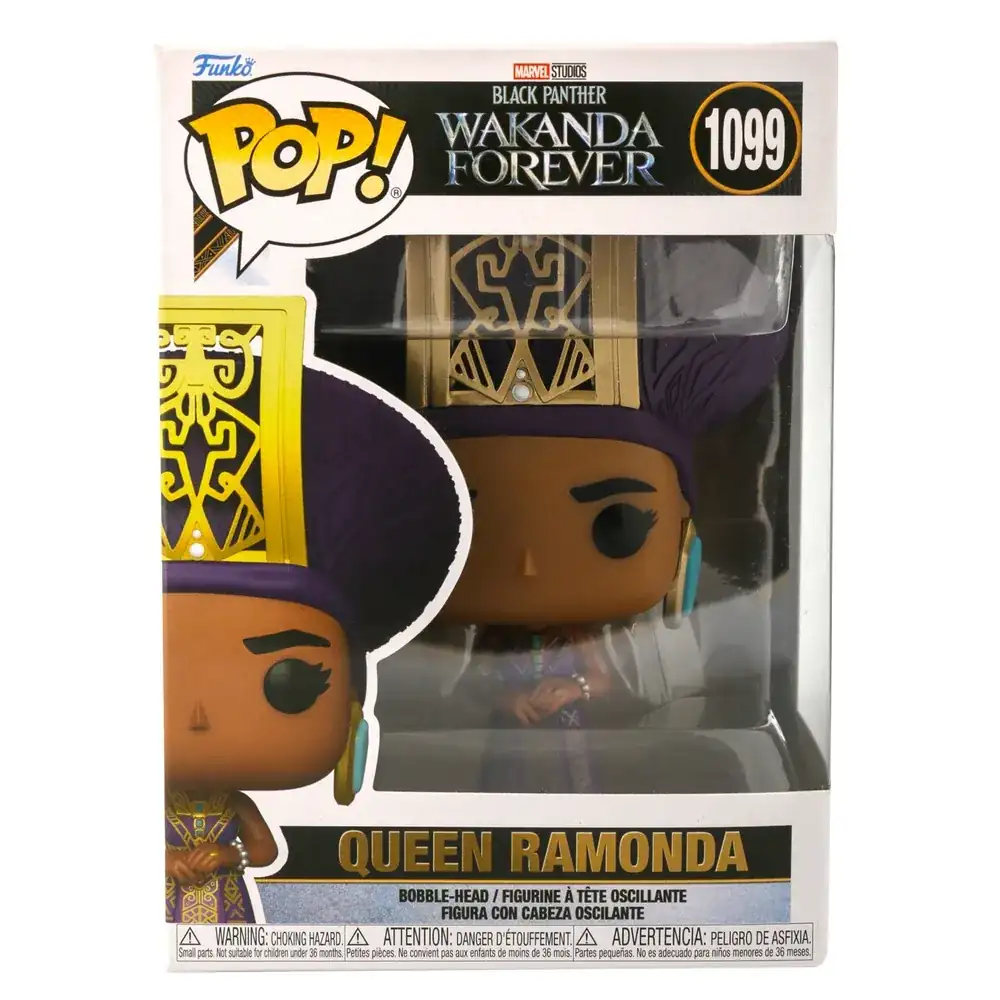 Funko
POP!®
MARVEL STUDIOS
BLACK PANTHER
WAKANDA
FOREVER
1099
QUEEN RAMONDA
BOBBLE-HEAD / FIGURINE À TÊTE OSCILLANTE
FIGURA CON CABEZA OSCILANTE
WARNING: CHOKING HAZARD.
Small parts. Not suitable for children under 36 months.
ATTENTION: DANGER D'ÉTOUFFEMENT.
Petites pièces. Ne convient pas aux enfants de moins de 36 mois.
ADVERTENCIA: PELIGRO DE ASFIXIA.
Partes pequeñas. No es adecuado para niños menores de 36 meses.